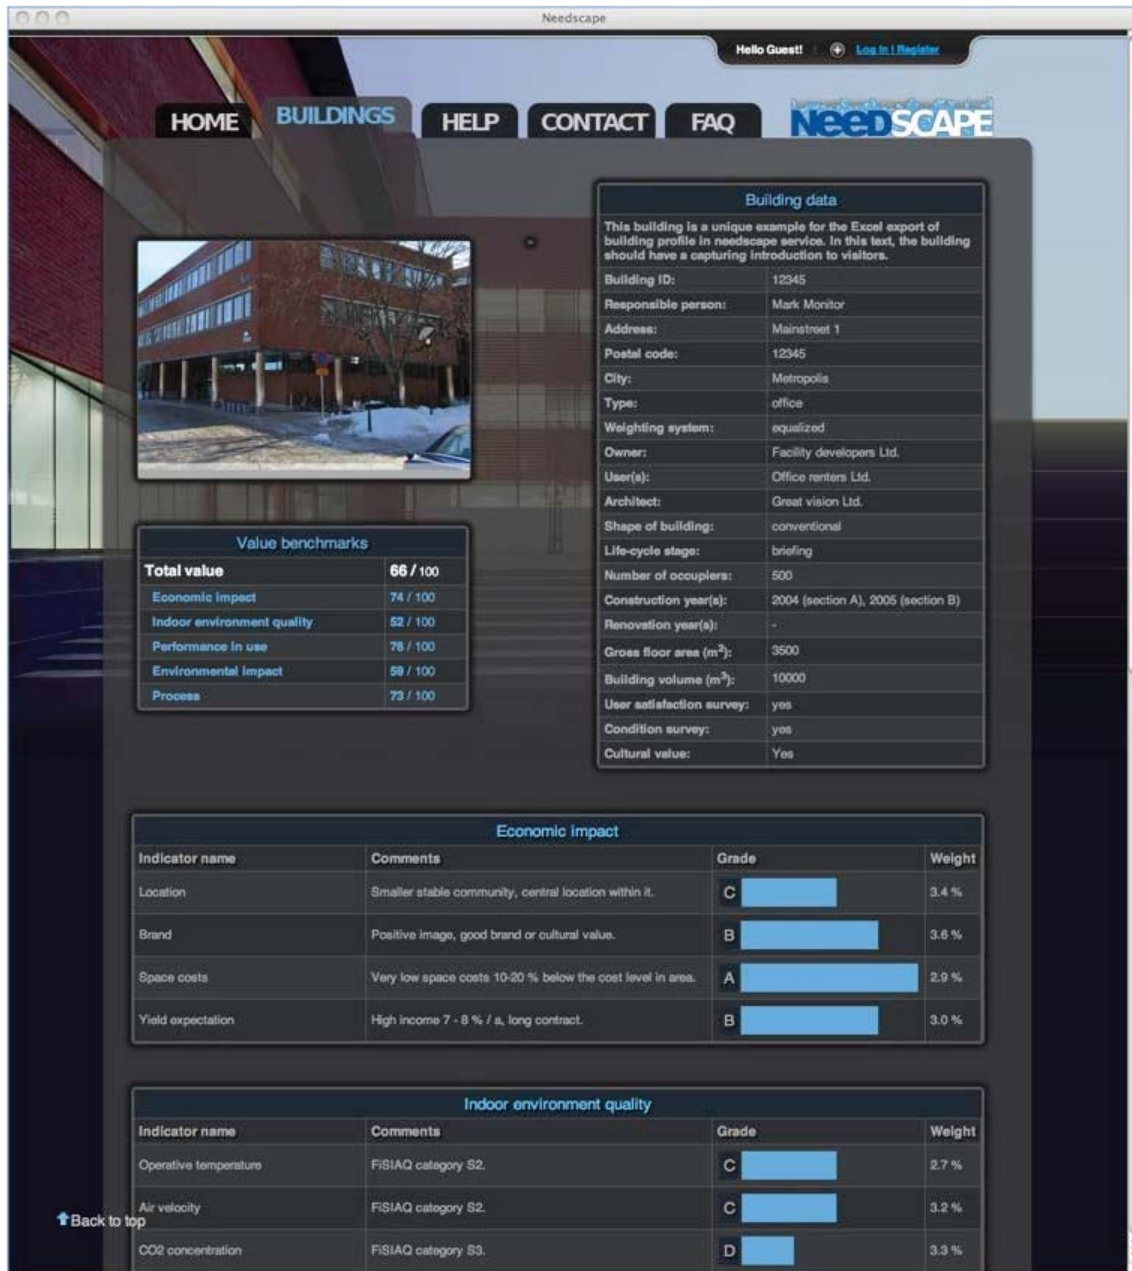 Needscape
Hello Guest! Log in | Register
HOME BUILDINGS HELP CONTACT FAQ NeeDSCAPE
Building data
This building is a unique example for the Excel export of
building profile in needscape service. In this text, the building
should have a capturing introduction to visitors.
Building ID: 12345
Responsible person: Mark Monitor
Address: Mainstreet 1
Postal code: 12345
City: Metropolis
Type: office
Weighting system: equalized
Owner: Facility developers Ltd.
User(s): Office renters Ltd.
Architect: Great vision Ltd.
Shape of building: conventional
Life-cycle stage: briefing
Number of occupiers: 500
Construction year(s): 2004 (section A), 2005 (section B)
Renovation year(s): -
Gross floor area (m²): 3500
Building volume (m³): 10000
User satisfaction survey: yes
Condition survey: yes
Cultural value: Yes
Value benchmarks
Total value 66 / 100
Economic impact 74 / 100
Indoor environment quality 52 / 100
Performance in use 76 / 100
Environmental impact 59 / 100
Process 73 / 100
Economic impact
Indicator name Comments Grade Weight
Location Smaller stable community, central location within it. C 3.4 %
Brand Positive image, good brand or cultural value. B 3.6 %
Space costs Very low space costs 10-20 % below the cost level in area. A 2.9 %
Yield expectation High income 7 - 8 % / a, long contract. B 3.0 %
Indoor environment quality
Indicator name Comments Grade Weight
Operative temperature FiSIAQ category S2. C 2.7 %
Air velocity FiSIAQ category S2. C 3.2 %
Back to top
CO2 concentration FiSIAQ category S3. D 3.3 %